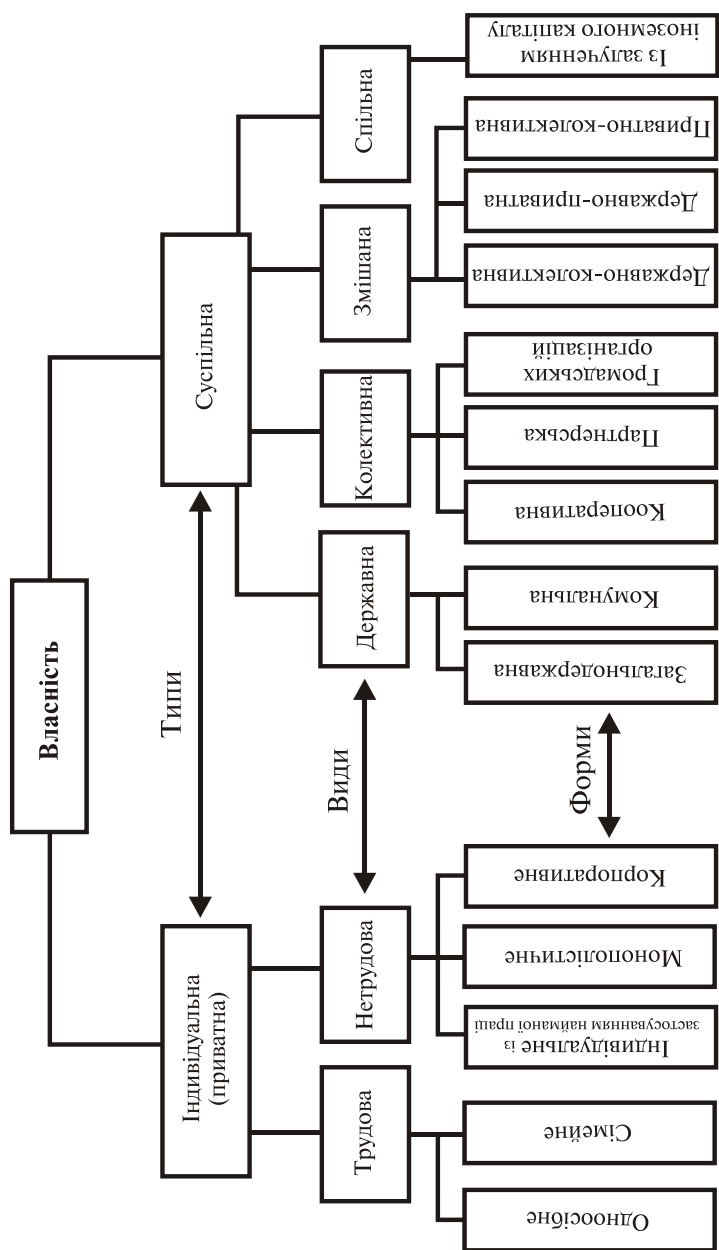 Власність
Типи
Індивідуальна
(приватна)
Суспільна
Види
Трудова
Нетрудова
Державна
Колективна
Змішана
Спільна
Форми
Одноосібне
Сімейне
Індивідуальне із
застосуванням найманої праці
Монополістичне
Корпоративне
Загальнодержавна
Комунальна
Кооперативна
Партнерська
Громадських
організацій
Державно-колективна
Державно-приватна
Приватно-колективна
Із залученням
іноземного капіталу